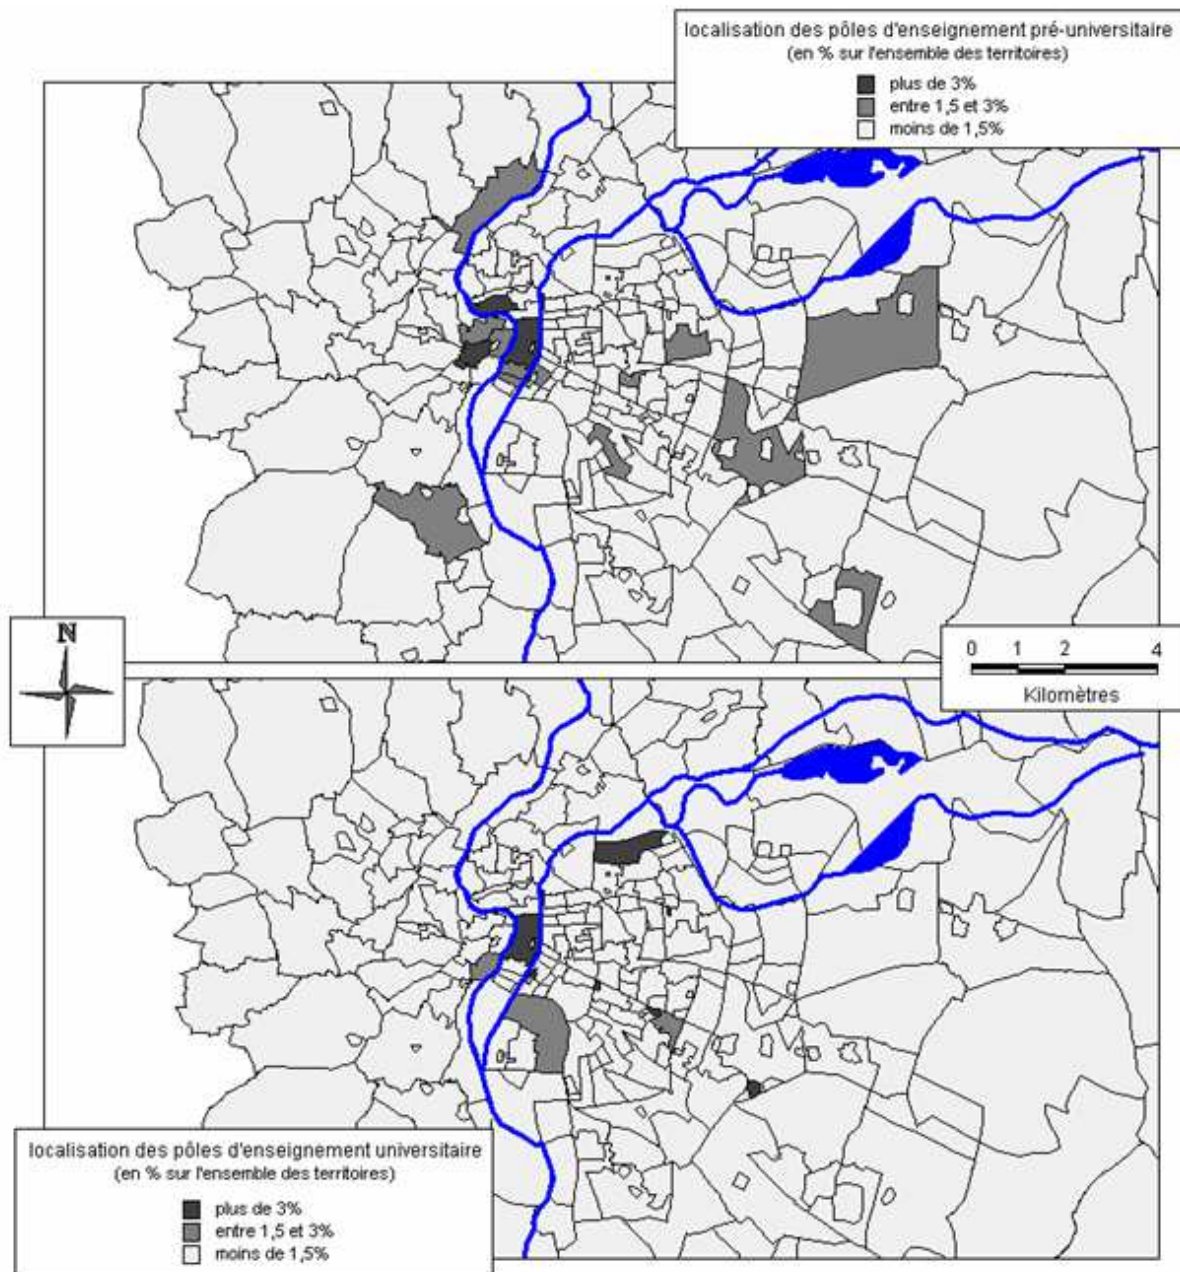 localisation des pôles d'enseignement pré-universitaire
(en % sur l'ensemble des territoires)
plus de 3%
entre 1,5 et 3%
moins de 1,5%
N
0 1 2 4
Kilomètres
localisation des pôles d'enseignement universitaire
(en % sur l'ensemble des territoires)
plus de 3%
entre 1,5 et 3%
moins de 1,5%